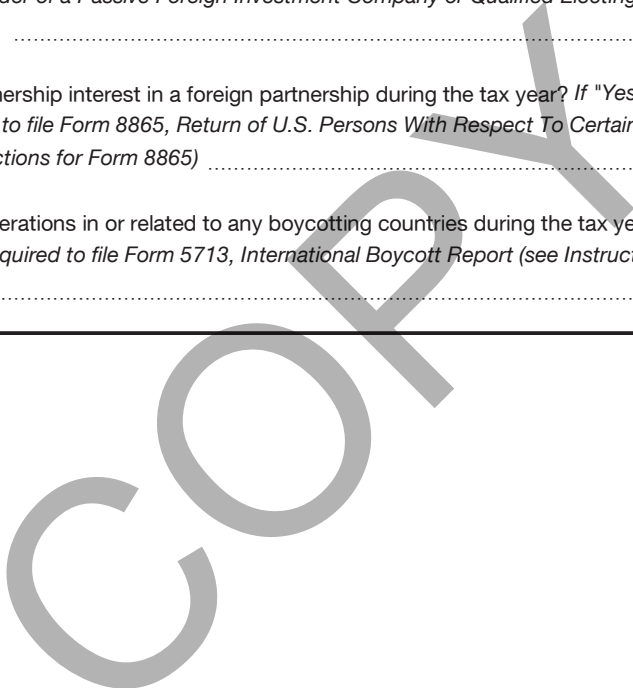 der of a Passive Foreign Investment Company or Qualified Electing
nership interest in a foreign partnership during the tax year? If "Yes
to file Form 8865, Return of U.S. Persons With Respect To Certain
ctions for Form 8865)
erations in or related to any boycotting countries during the tax ye
quired to file Form 5713, International Boycott Report (see Instruct
COPY